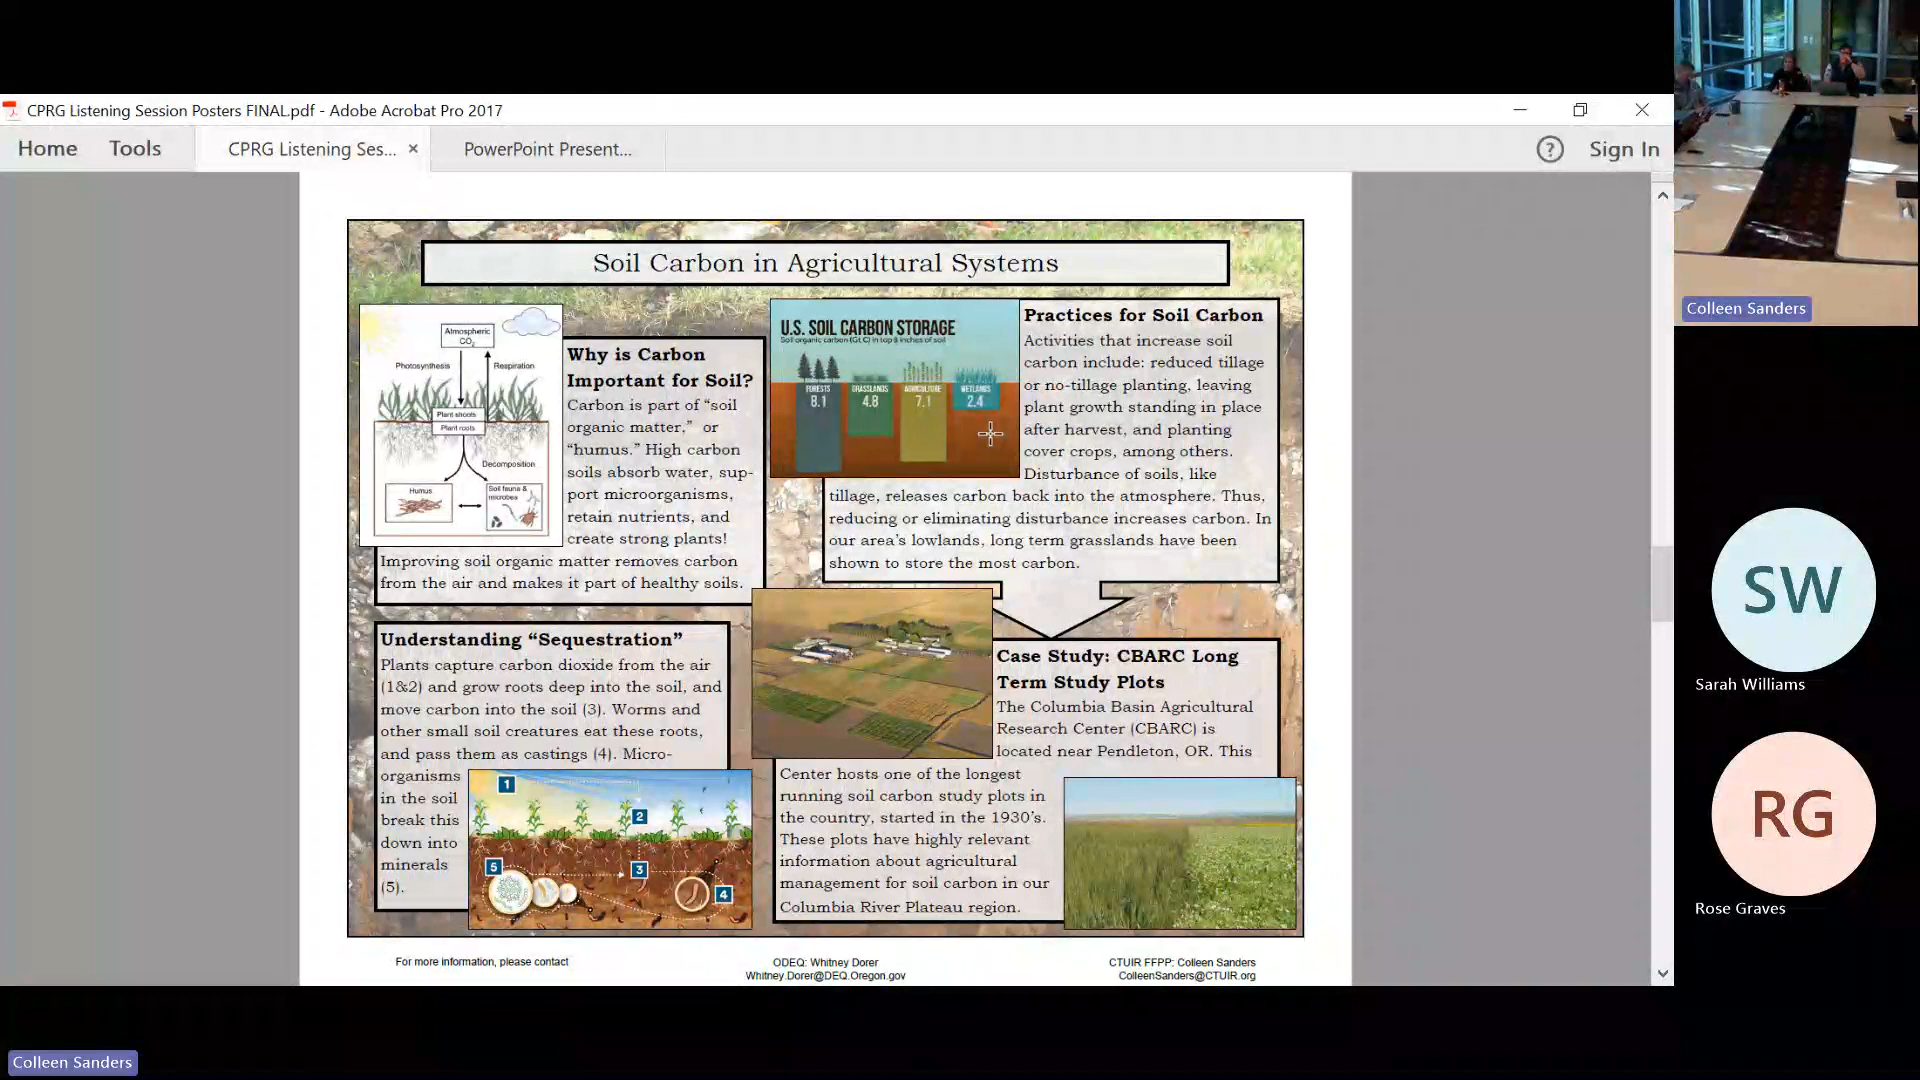 CPRG Listening Session Posters FINAL.pdf - Adobe Acrobat Pro 2017
Home
Tools
CPRG Listening Ses...
PowerPoint Present...
Sign In
Soil Carbon in Agricultural Systems
Atmospheric
CO2
Photosynthesis
Respiration
Plant shoots
Plant roots
Decomposition
Humus
Soil fauna &
microbes
Why is Carbon
Important for Soil?
Carbon is part of “soil
organic matter,” or
“humus.” High carbon
soils absorb water, sup-
port microorganisms,
retain nutrients, and
create strong plants!
Improving soil organic matter removes carbon
from the air and makes it part of healthy soils.
U.S. SOIL CARBON STORAGE
Soil organic carbon (Gt C) in top 8 inches of soil
FORESTS
8.1
GRASSLANDS
4.8
AGRICULTURE
7.1
WETLANDS
2.4
Practices for Soil Carbon
Activities that increase soil
carbon include: reduced tillage
or no-tillage planting, leaving
plant growth standing in place
after harvest, and planting
cover crops, among others.
Disturbance of soils, like
tillage, releases carbon back into the atmosphere. Thus,
reducing or eliminating disturbance increases carbon. In
our area’s lowlands, long term grasslands have been
shown to store the most carbon.
Understanding “Sequestration”
Plants capture carbon dioxide from the air
(1&2) and grow roots deep into the soil, and
move carbon into the soil (3). Worms and
other small soil creatures eat these roots,
and pass them as castings (4). Micro-
organisms
in the soil
break this
down into
minerals
(5).
1
2
3
4
5
Case Study: CBARC Long
Term Study Plots
The Columbia Basin Agricultural
Research Center (CBARC) is
located near Pendleton, OR. This
Center hosts one of the longest
running soil carbon study plots in
the country, started in the 1930’s.
These plots have highly relevant
information about agricultural
management for soil carbon in our
Columbia River Plateau region.
For more information, please contact
ODEQ: Whitney Dorer
Whitney.Dorer@DEQ.Oregon.gov
CTUIR FFPP: Colleen Sanders
ColleenSanders@CTUIR.org
Colleen Sanders
SW
Sarah Williams
RG
Rose Graves
Colleen Sanders